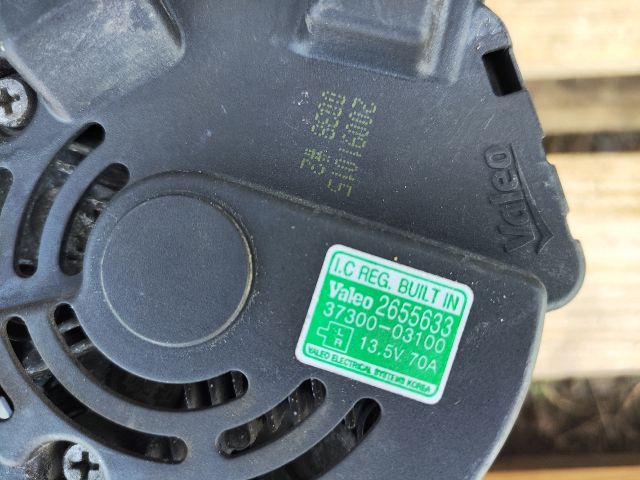 Valeo
I.C REG. BUILT IN
Valeo 2655633
37300-03100
L
R 13.5V 70A
VALEO ELECTRICAL SYSTEMS KOREA